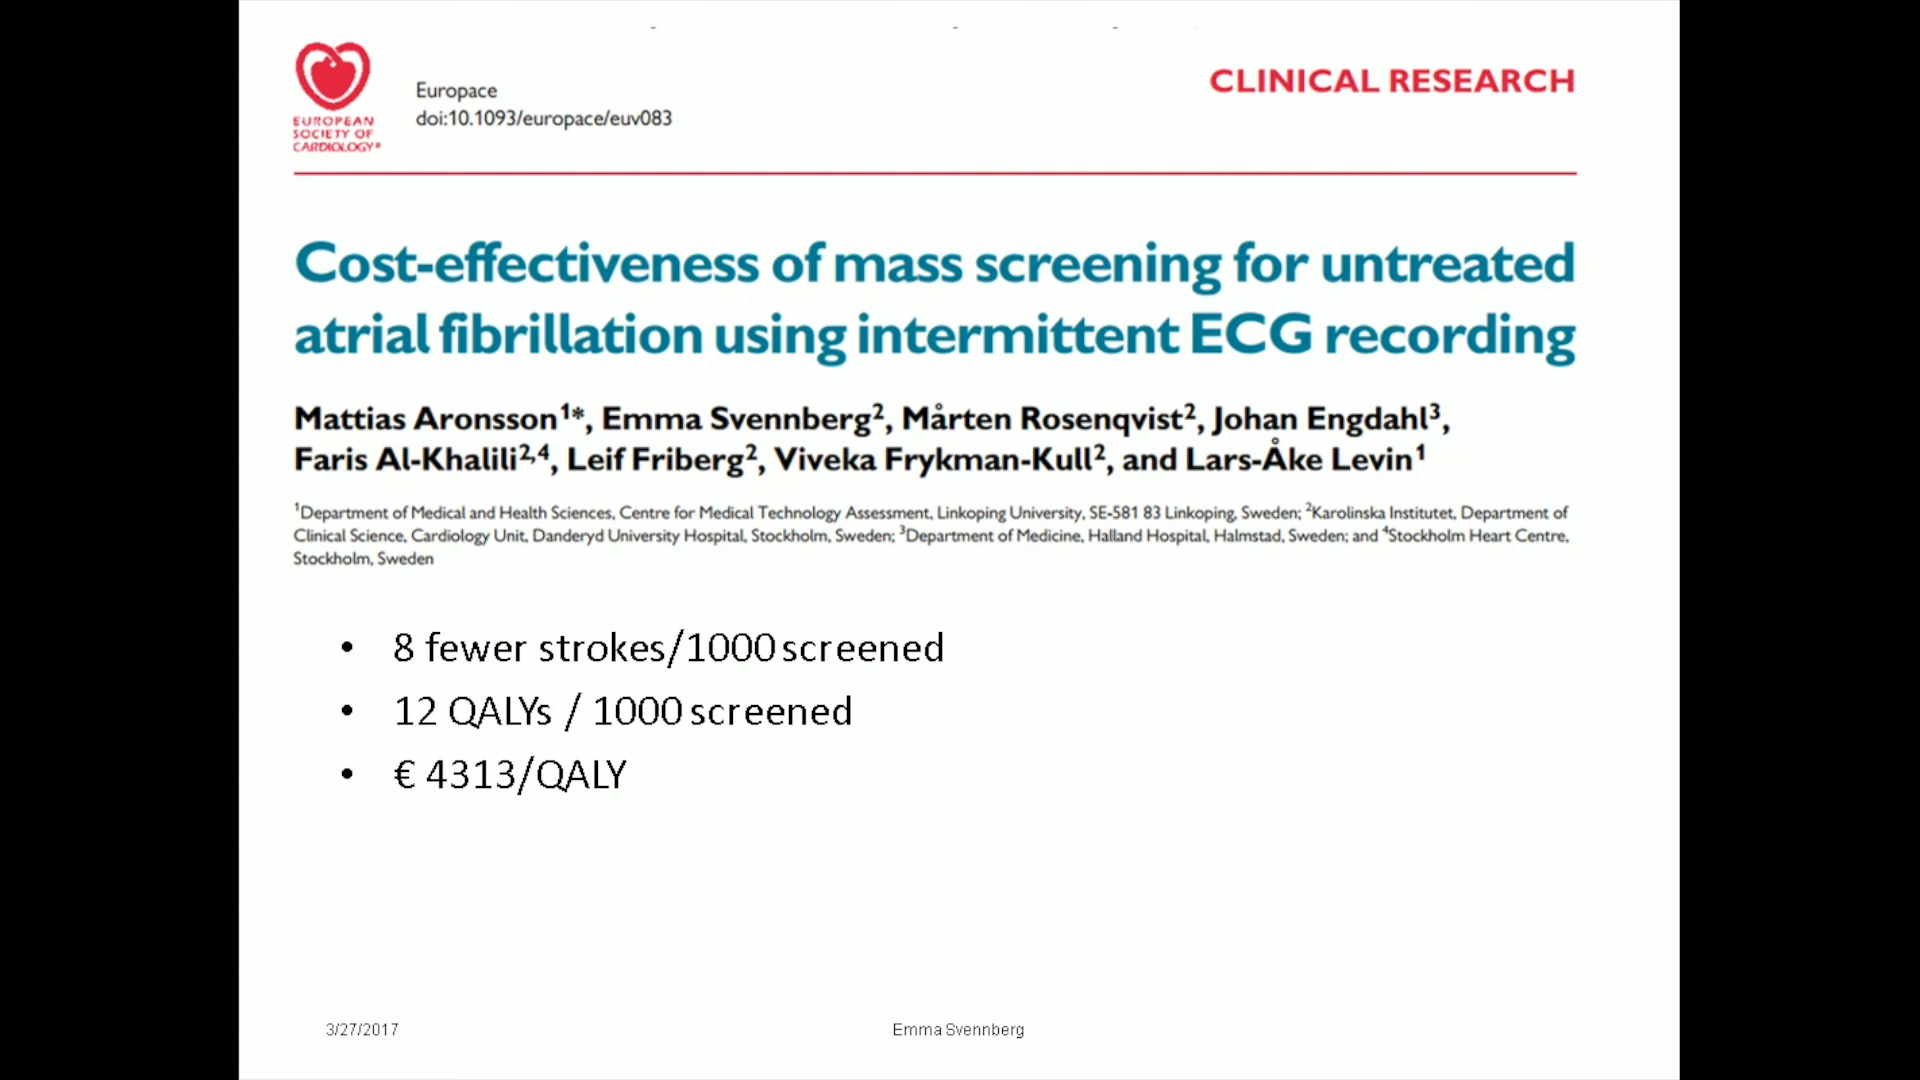 EUROPEAN
SOCIETY OF
CARDIOLOGY®
Europace
doi:10.1093/europace/euv083
CLINICAL RESEARCH
Cost-effectiveness of mass screening for untreated
atrial fibrillation using intermittent ECG recording
Mattias Aronsson¹*, Emma Svennberg², Mårten Rosenqvist², Johan Engdahl³,
Faris Al-Khalili²,⁴, Leif Friberg², Viveka Frykman-Kull², and Lars-Åke Levin¹
¹Department of Medical and Health Sciences, Centre for Medical Technology Assessment, Linkoping University, SE-581 83 Linkoping, Sweden; ²Karolinska Institutet, Department of
Clinical Science, Cardiology Unit, Danderyd University Hospital, Stockholm, Sweden; ³Department of Medicine, Halland Hospital, Halmstad, Sweden; and ⁴Stockholm Heart Centre,
Stockholm, Sweden
• 8 fewer strokes/1000 screened
• 12 QALYs / 1000 screened
• € 4313/QALY
3/27/2017
Emma Svennberg